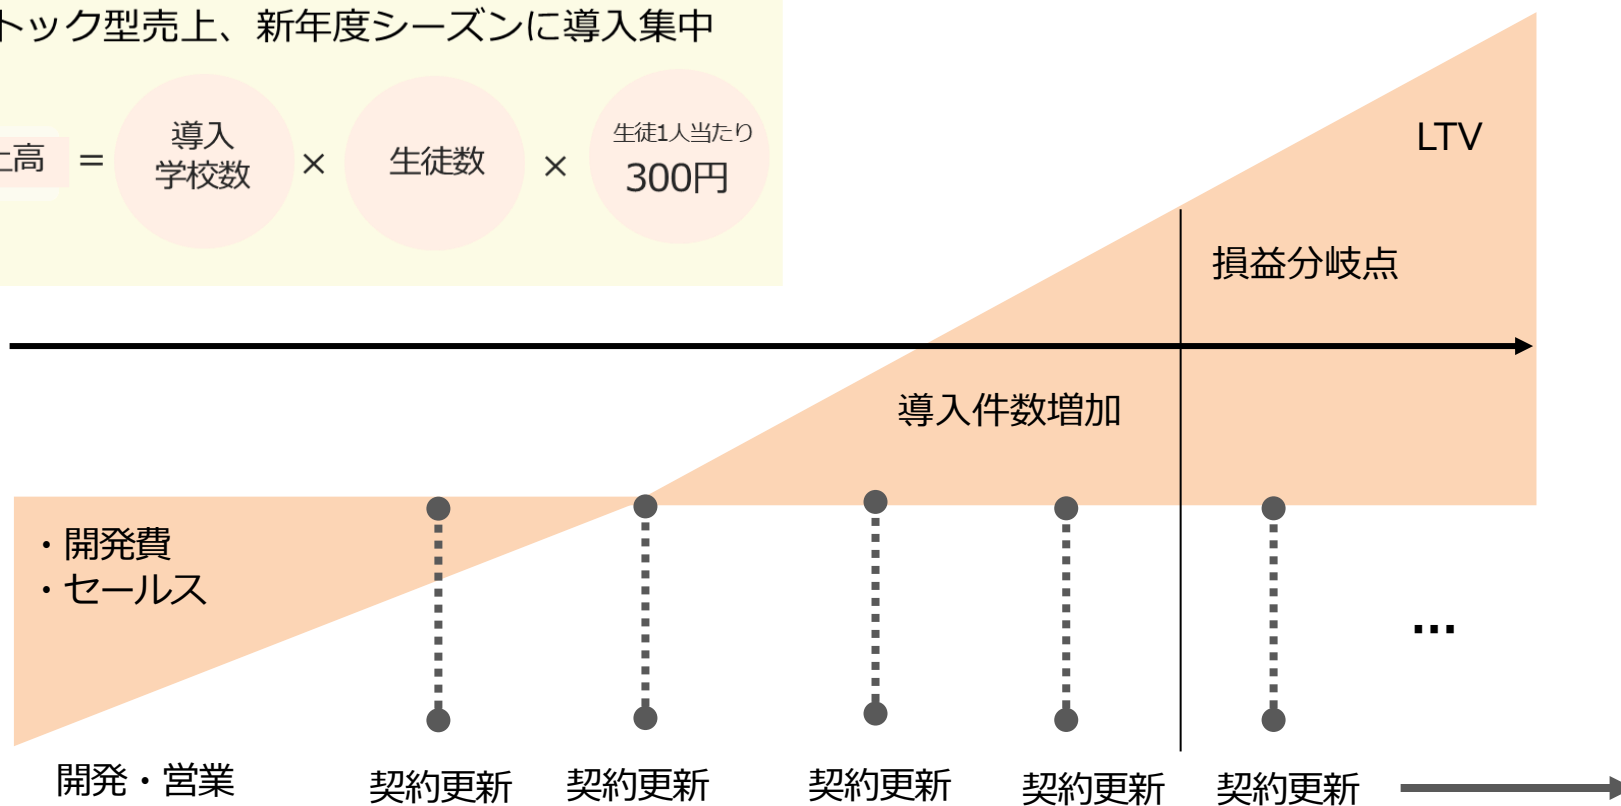 トック型売上、新年度シーズンに導入集中
上高 = 導入学校数 × 生徒数 × 生徒1人当たり 300円
LTV
損益分岐点
導入件数増加
・開発費
・セールス
...
開発・営業 契約更新 契約更新 契約更新 契約更新 契約更新